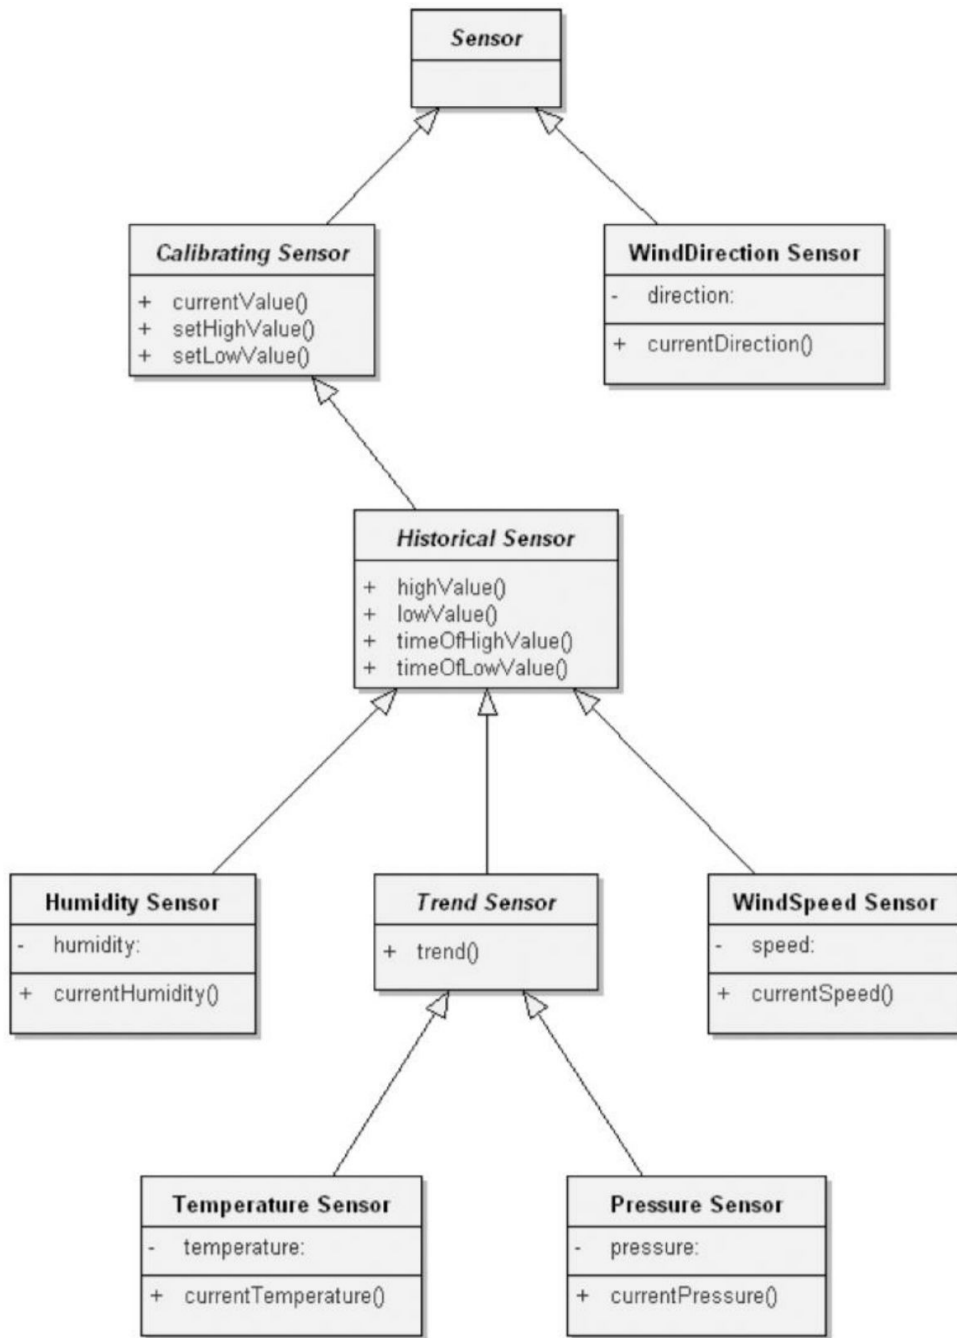 Sensor
Calibrating Sensor
+ currentValue()
+ setHighValue()
+ setLowValue()
WindDirection Sensor
- direction:
+ currentDirection()
Historical Sensor
+ highValue()
+ lowValue()
+ timeOfHighValue()
+ timeOfLowValue()
Humidity Sensor
- humidity:
+ currentHumidity()
Trend Sensor
+ trend()
WindSpeed Sensor
- speed:
+ currentSpeed()
Temperature Sensor
- temperature:
+ currentTemperature()
Pressure Sensor
- pressure:
+ currentPressure()